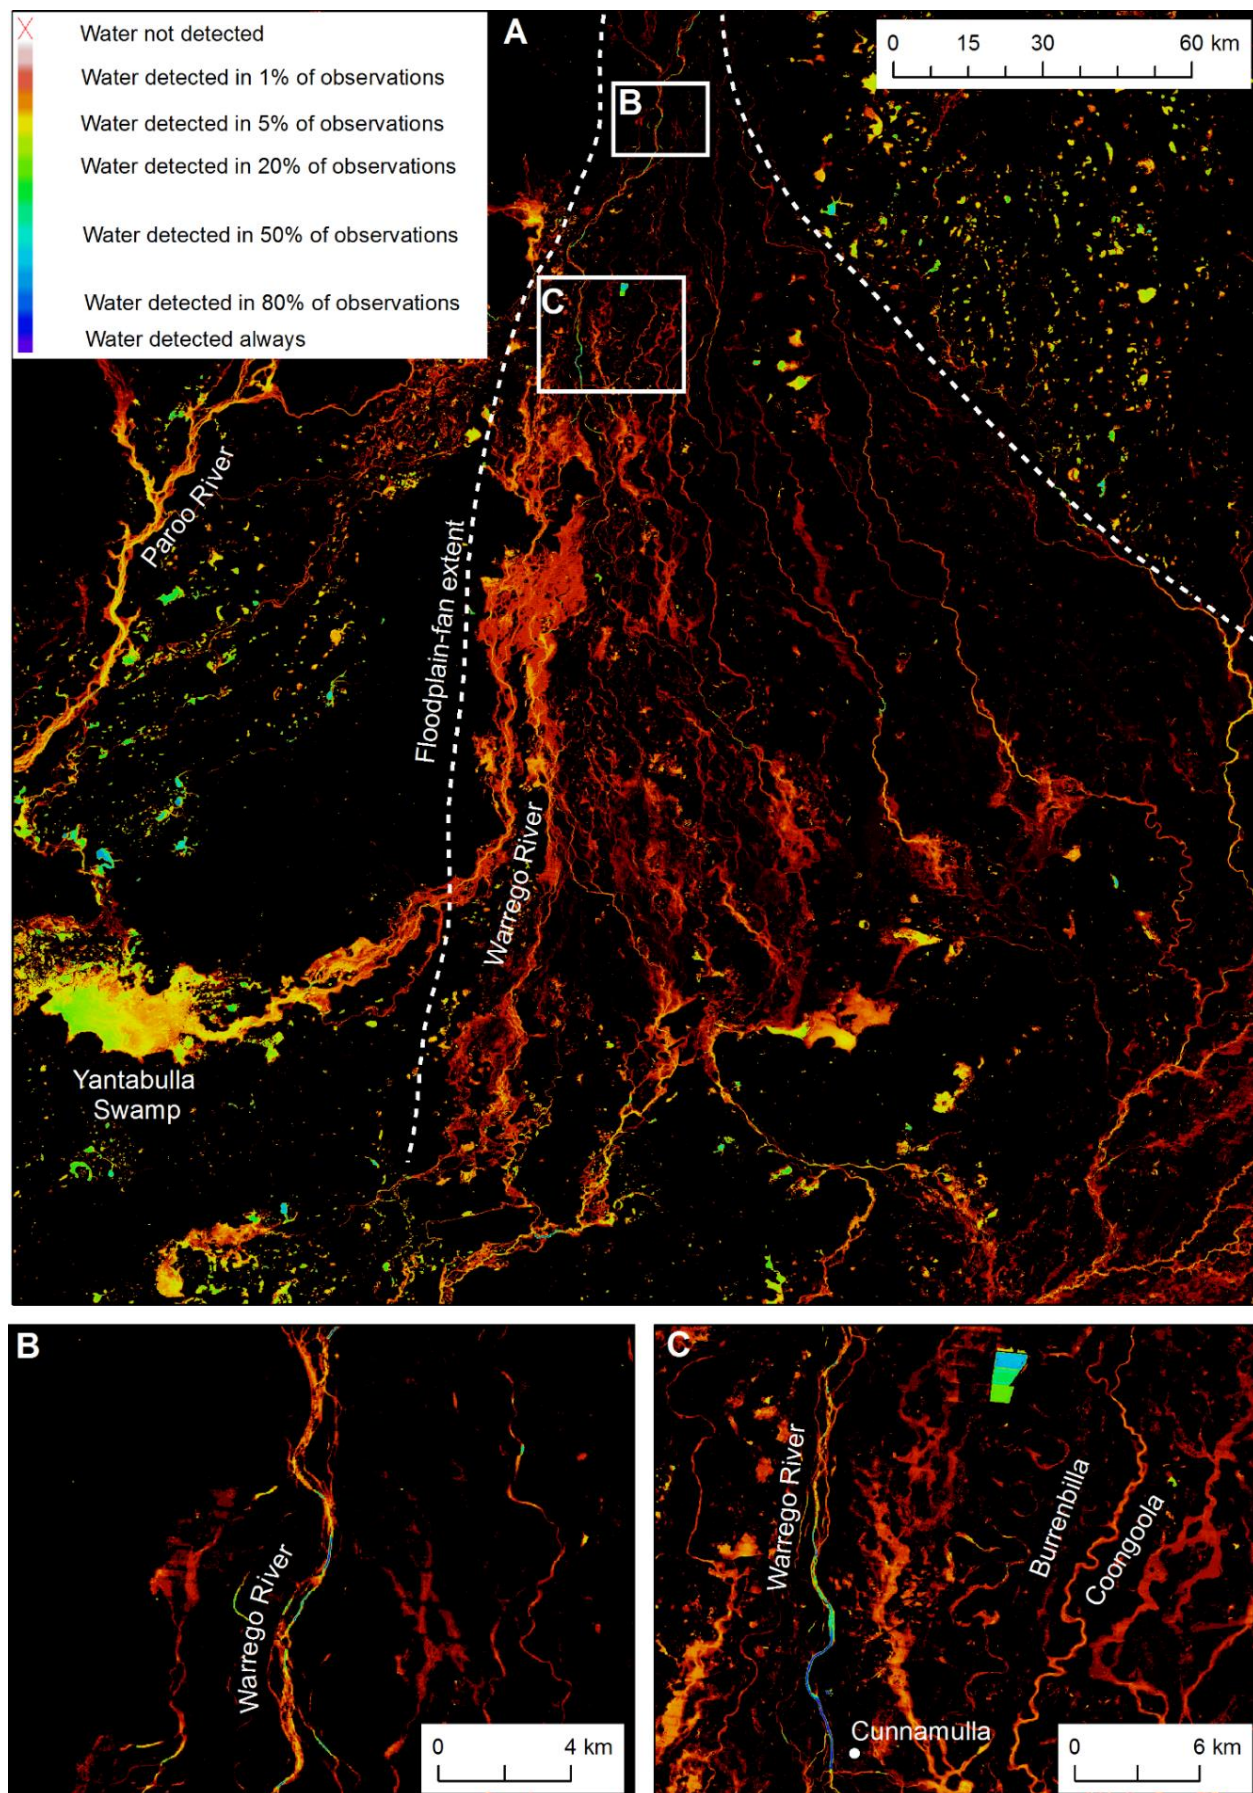 Water not detected
Water detected in 1% of observations
Water detected in 5% of observations
Water detected in 20% of observations
Water detected in 50% of observations
Water detected in 80% of observations
Water detected always
A
0 15 30 60 km
B
C
Paroo River
Floodplain-fan extent
Warrego River
Yantabulla
Swamp
B
Warrego River
0 4 km
C
Warrego River
Burrenbilla
Coongoola
Cunnamulla
0 6 km